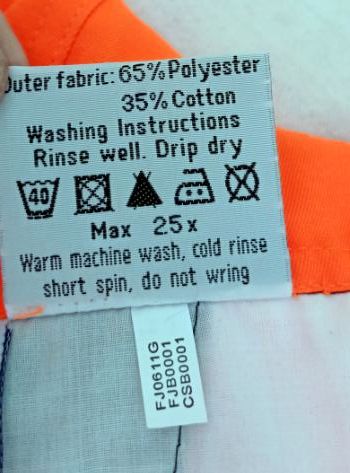 Outer fabric: 65% Polyester
35% Cotton
Washing Instructions
Rinse well. Drip dry
40
Max 25x
Warm machine wash, cold rinse
short spin, do not wring
FJ0611G
FJB0001
CSB0001